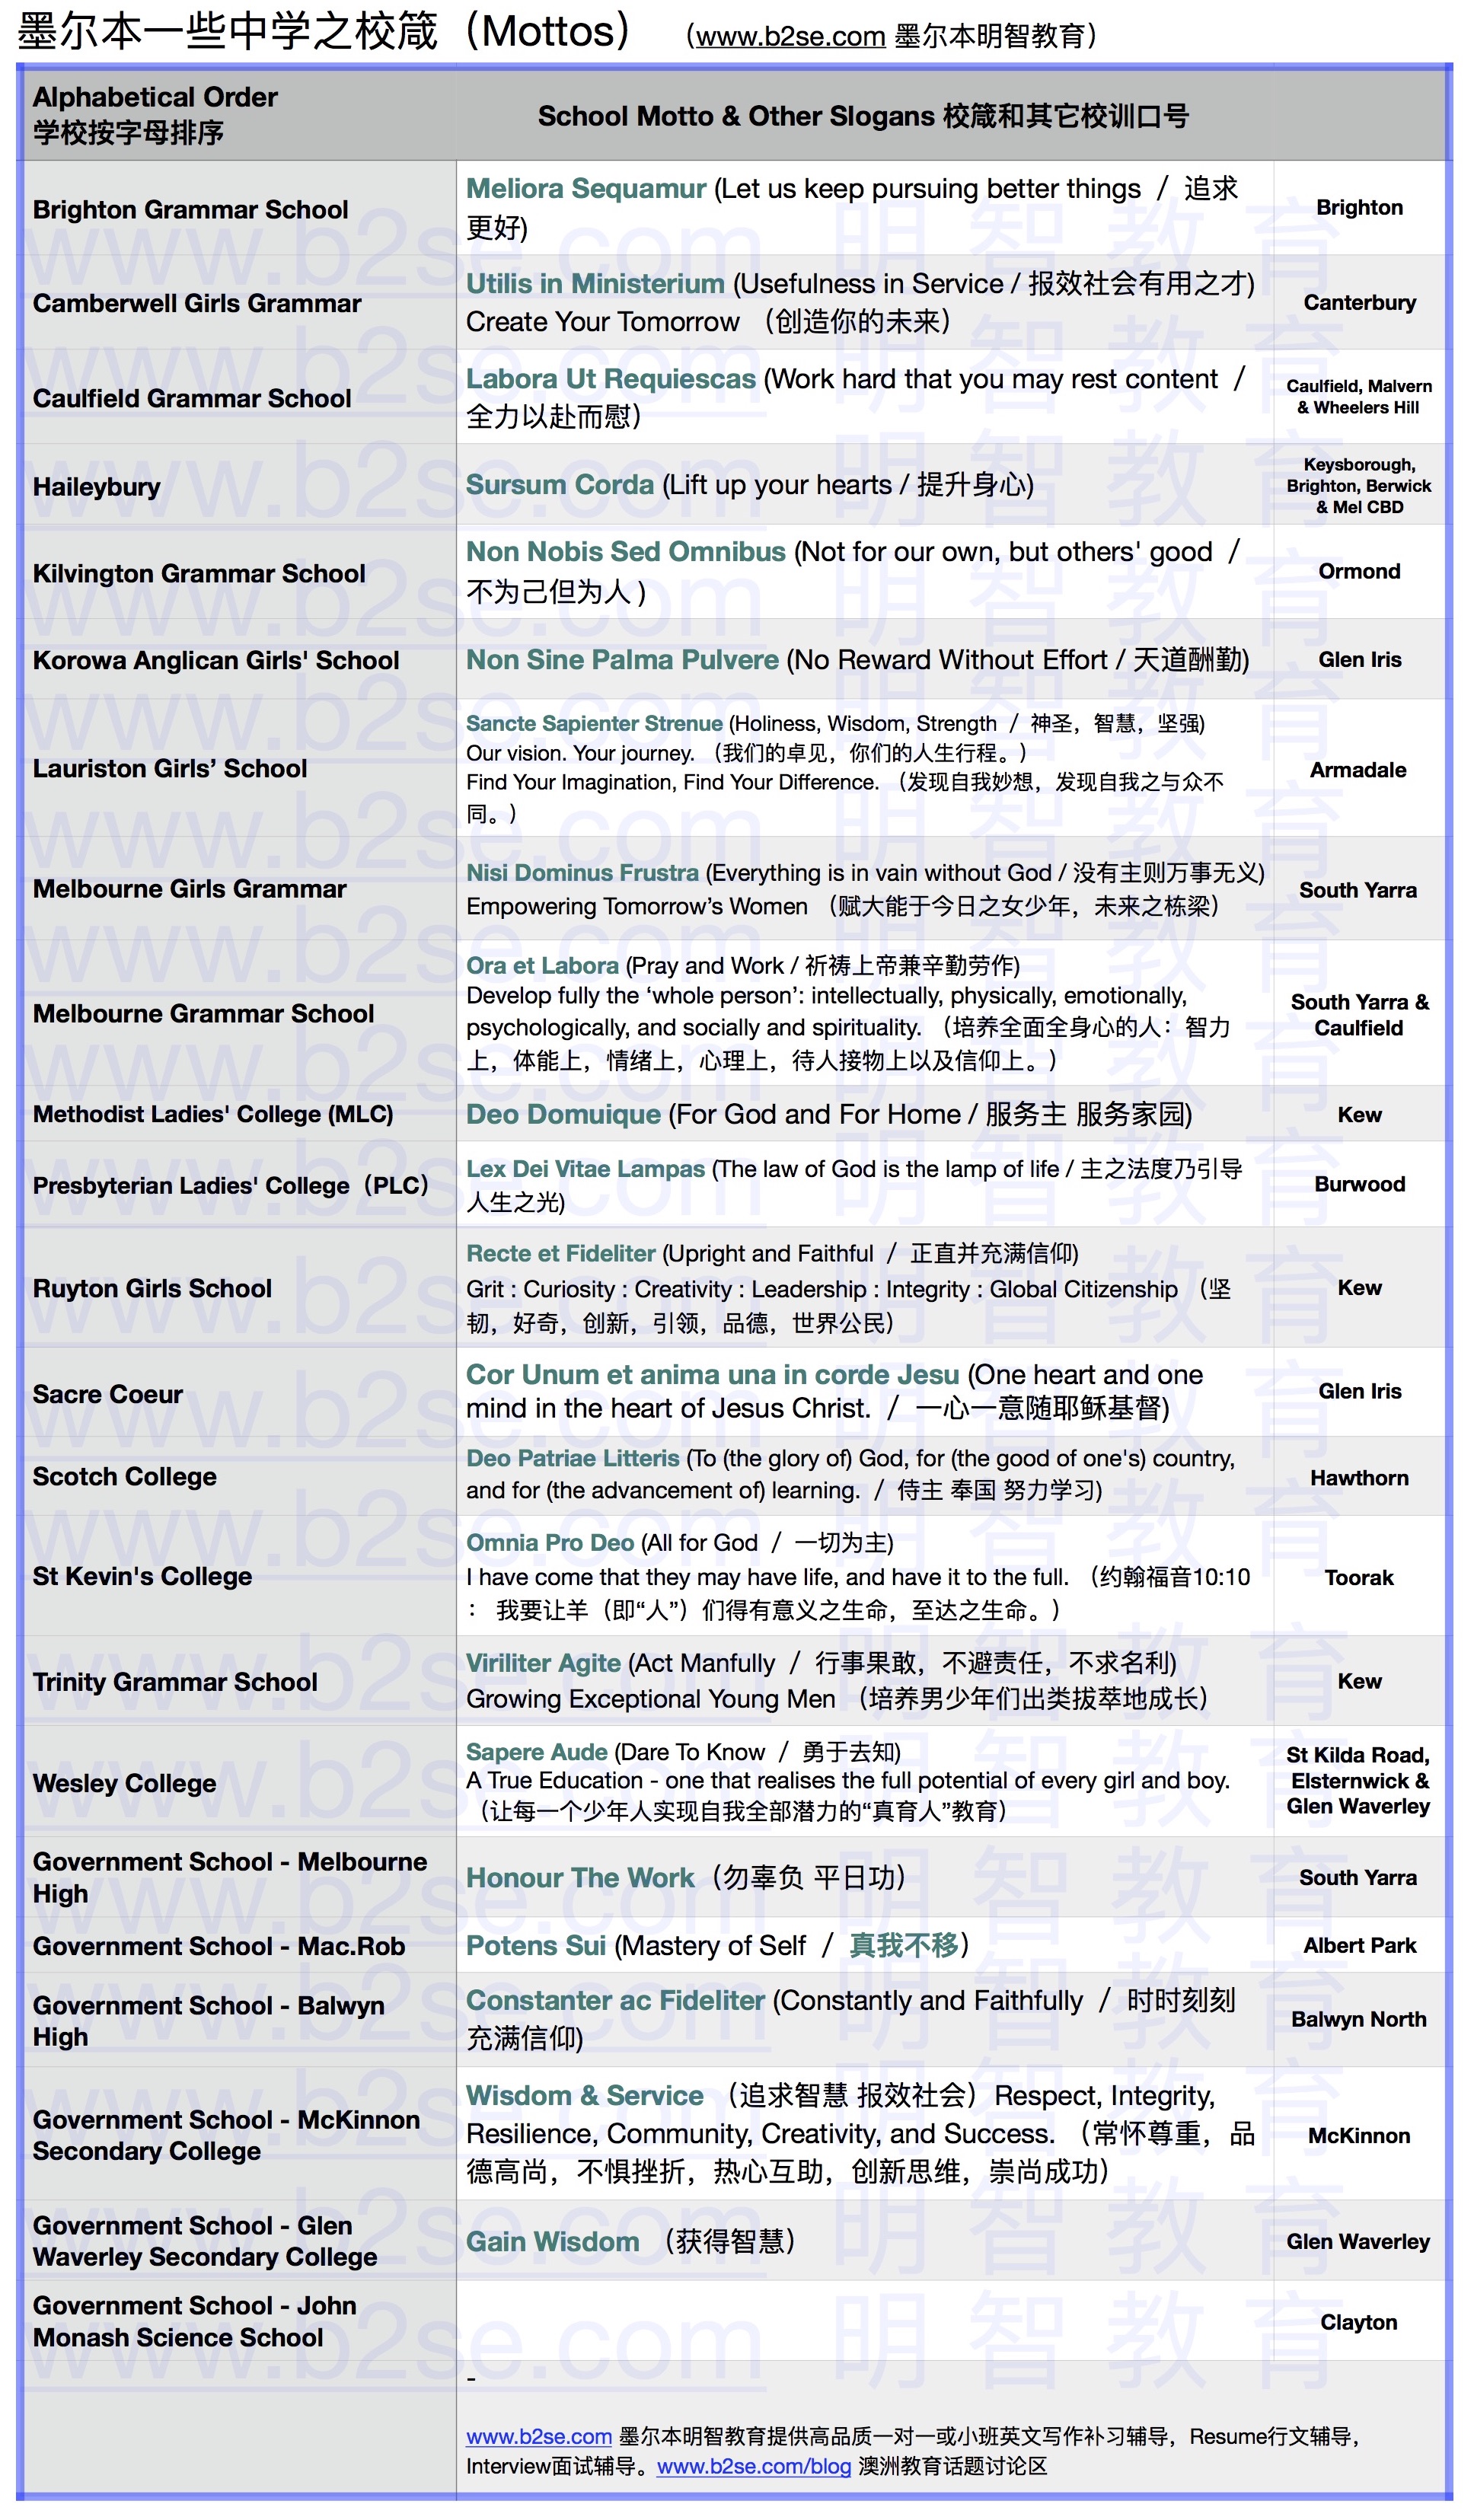 墨尔本一些中学之校箴（Mottos） （www.b2se.com 墨尔本明智教育）
Alphabetical Order
学校按字母排序
School Motto & Other Slogans 校箴和其它校训口号
Brighton Grammar School
Meliora Sequamur (Let us keep pursuing better things / 追求
更好)
Brighton
Camberwell Girls Grammar
Utilis in Ministerium (Usefulness in Service / 报效社会有用之才)
Create Your Tomorrow （创造你的未来）
Canterbury
Caulfield Grammar School
Labora Ut Requiescas (Work hard that you may rest content /
全力以赴而慰）
Caulfield, Malvern
& Wheelers Hill
Haileybury
Sursum Corda (Lift up your hearts / 提升身心)
Keysborough,
Brighton, Berwick
& Mel CBD
Kilvington Grammar School
Non Nobis Sed Omnibus (Not for our own, but others' good /
不为己但为人 )
Ormond
Korowa Anglican Girls' School
Non Sine Palma Pulvere (No Reward Without Effort / 天道酬勤)
Glen Iris
Lauriston Girls’ School
Sancte Sapienter Strenue (Holiness, Wisdom, Strength / 神圣，智慧，坚强)
Our vision. Your journey. （我们的卓见，你们的人生行程。）
Find Your Imagination, Find Your Difference. （发现自我妙想，发现自我之与众不
同。）
Armadale
Melbourne Girls Grammar
Nisi Dominus Frustra (Everything is in vain without God / 没有主则万事无义)
Empowering Tomorrow’s Women （赋大能于今日之女少年，未来之栋梁）
South Yarra
Melbourne Grammar School
Ora et Labora (Pray and Work / 祈祷上帝兼辛勤劳作)
Develop fully the ‘whole person’: intellectually, physically, emotionally,
psychologically, and socially and spirituality. （培养全面全身心的人：智力
上，体能上，情绪上，心理上，待人接物上以及信仰上。）
South Yarra &
Caulfield
Methodist Ladies' College (MLC)
Deo Domuique (For God and For Home / 服务主 服务家园)
Kew
Presbyterian Ladies' College（PLC）
Lex Dei Vitae Lampas (The law of God is the lamp of life / 主之法度乃引导
人生之光)
Burwood
Ruyton Girls School
Recte et Fideliter (Upright and Faithful / 正直并充满信仰)
Grit : Curiosity : Creativity : Leadership : Integrity : Global Citizenship （坚
韧，好奇，创新，引领，品德，世界公民）
Kew
Sacre Coeur
Cor Unum et anima una in corde Jesu (One heart and one
mind in the heart of Jesus Christ. / 一心一意随耶稣基督)
Glen Iris
Scotch College
Deo Patriae Litteris (To (the glory of) God, for (the good of one's) country,
and for (the advancement of) learning. / 侍主 奉国 努力学习)
Hawthorn
St Kevin's College
Omnia Pro Deo (All for God / 一切为主)
I have come that they may have life, and have it to the full. （约翰福音10:10
： 我要让羊（即“人”）们得有意义之生命，至达之生命。）
Toorak
Trinity Grammar School
Viriliter Agite (Act Manfully / 行事果敢，不避责任，不求名利)
Growing Exceptional Young Men （培养男少年们出类拔萃地成长）
Kew
Wesley College
Sapere Aude (Dare To Know / 勇于去知)
A True Education - one that realises the full potential of every girl and boy.
（让每一个少年人实现自我全部潜力的“真育人”教育）
St Kilda Road,
Elsternwick &
Glen Waverley
Government School - Melbourne
High
Honour The Work（勿辜负 平日功）
South Yarra
Government School - Mac.Rob
Potens Sui (Mastery of Self / 真我不移）
Albert Park
Government School - Balwyn
High
Constanter ac Fideliter (Constantly and Faithfully / 时时刻刻
充满信仰)
Balwyn North
Government School - McKinnon
Secondary College
Wisdom & Service （追求智慧 报效社会）Respect, Integrity,
Resilience, Community, Creativity, and Success. （常怀尊重，品
德高尚，不惧挫折，热心互助，创新思维，崇尚成功）
McKinnon
Government School - Glen
Waverley Secondary College
Gain Wisdom （获得智慧）
Glen Waverley
Government School - John
Monash Science School
Clayton
-
www.b2se.com 墨尔本明智教育提供高品质一对一或小班英文写作补习辅导，Resume行文辅导，
Interview面试辅导。www.b2se.com/blog 澳洲教育话题讨论区